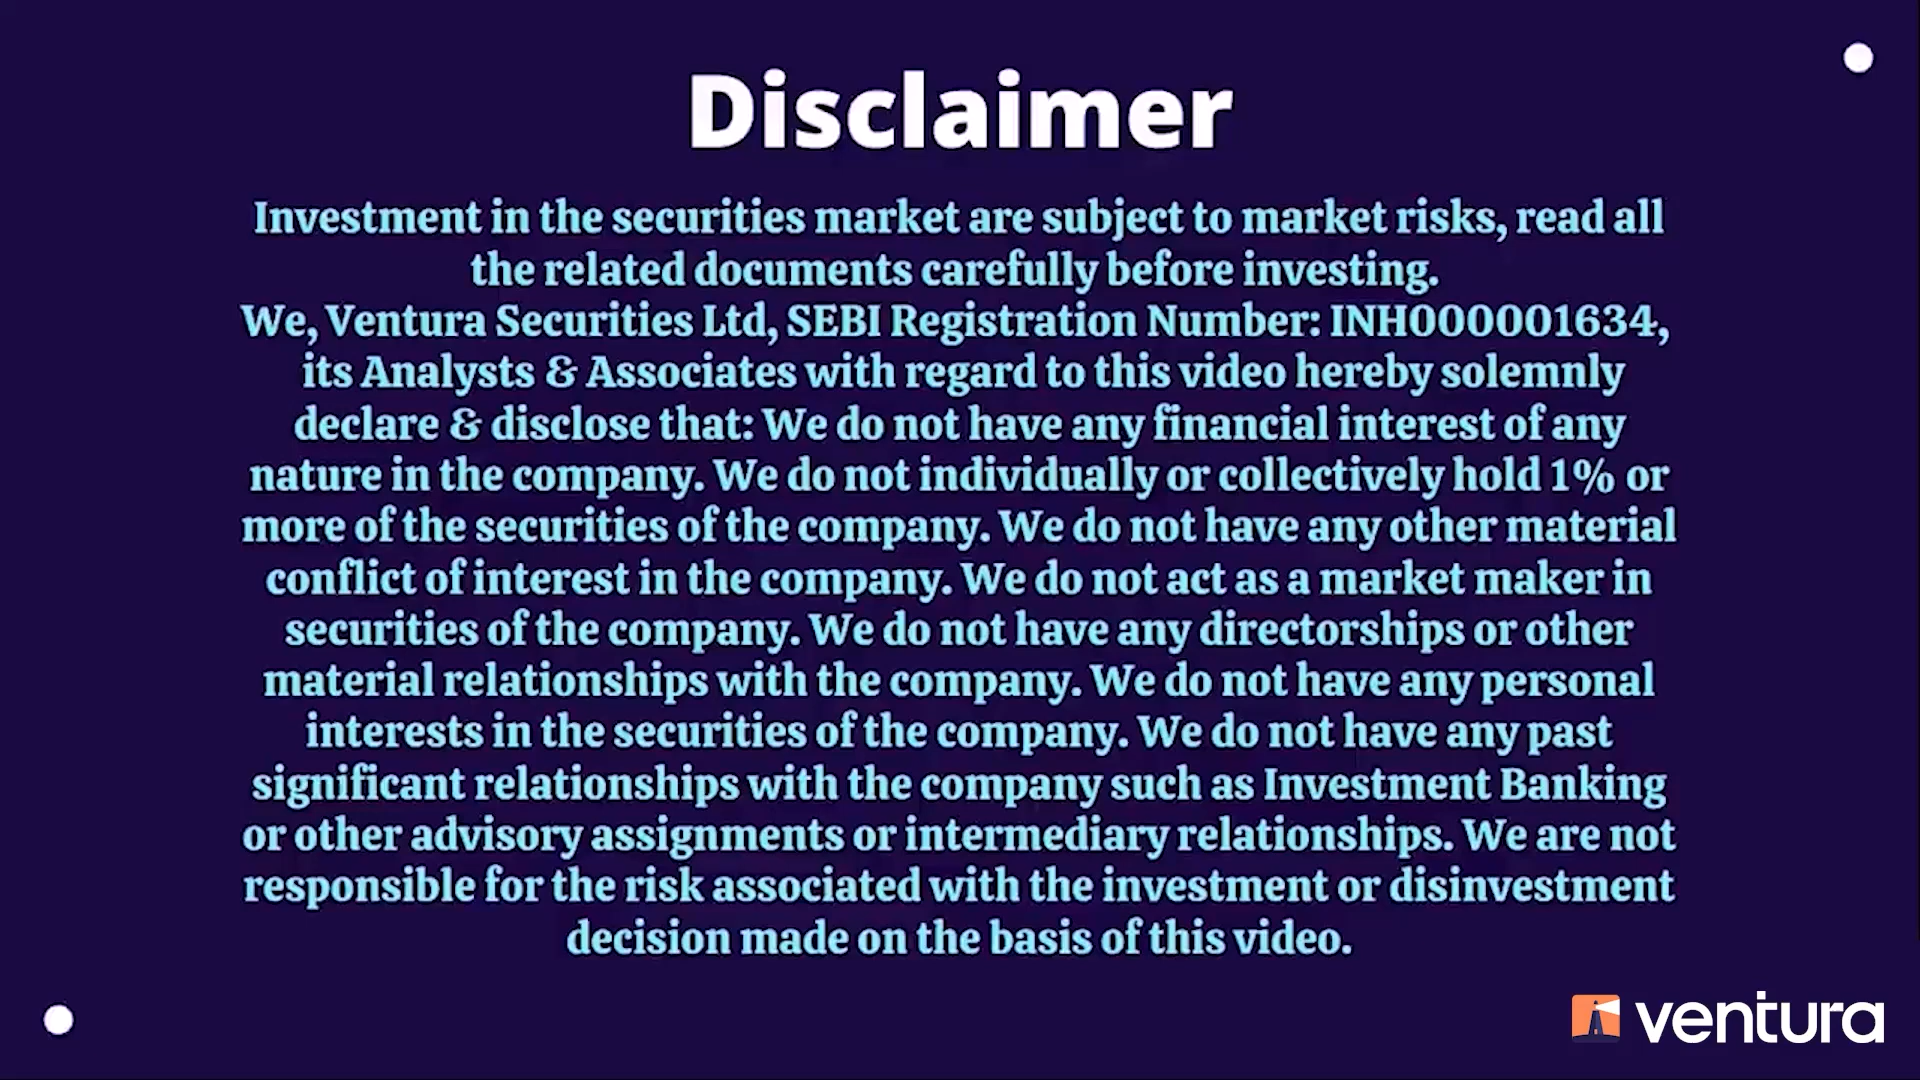 Disclaimer
Investment in the securities market are subject to market risks, read all
the related documents carefully before investing.
We, Ventura Securities Ltd, SEBI Registration Number: INH000001634,
its Analysts & Associates with regard to this video hereby solemnly
declare & disclose that: We do not have any financial interest of any
nature in the company. We do not individually or collectively hold 1% or
more of the securities of the company. We do not have any other material
conflict of interest in the company. We do not act as a market maker in
securities of the company. We do not have any directorships or other
material relationships with the company. We do not have any personal
interests in the securities of the company. We do not have any past
significant relationships with the company such as Investment Banking
or other advisory assignments or intermediary relationships. We are not
responsible for the risk associated with the investment or disinvestment
decision made on the basis of this video.
ventura